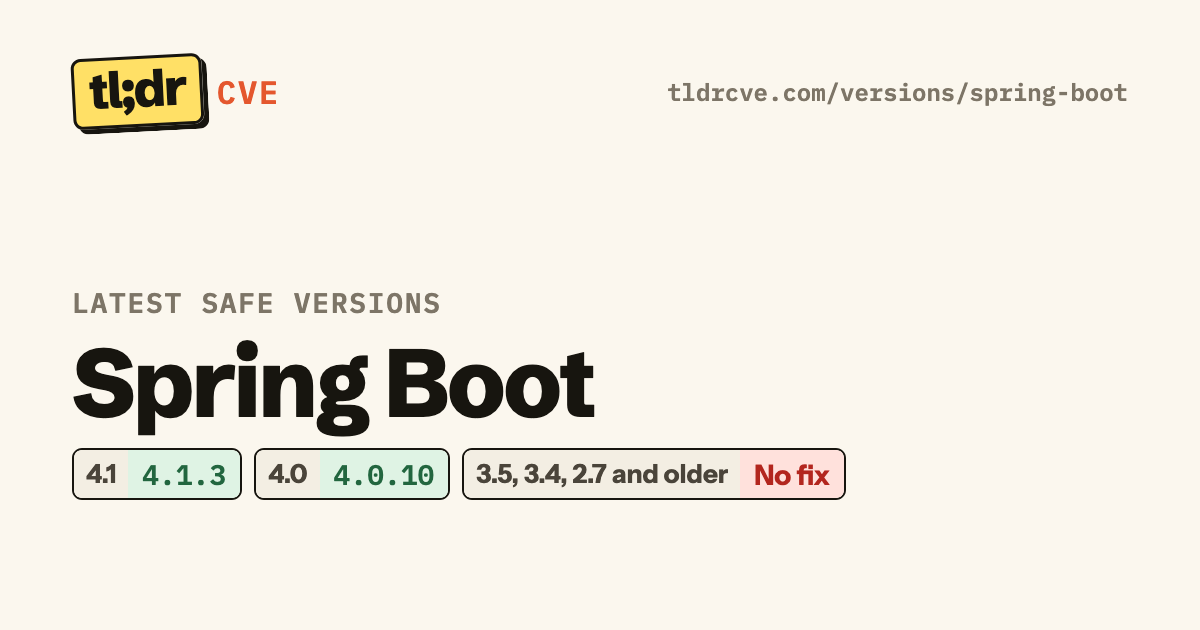 tl;dr CVE
tldrcve.com/versions/spring-boot
LATEST SAFE VERSIONS
Spring Boot
4.1 4.1.3 4.0 4.0.10 3.5, 3.4, 2.7 and older No fix